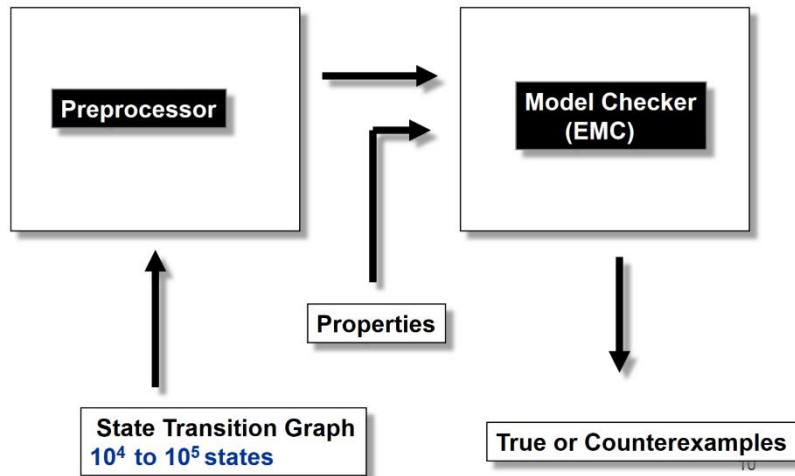 Preprocessor
Model Checker
(EMC)
Properties
State Transition Graph
10⁴ to 10⁵ states
True or Counterexamples